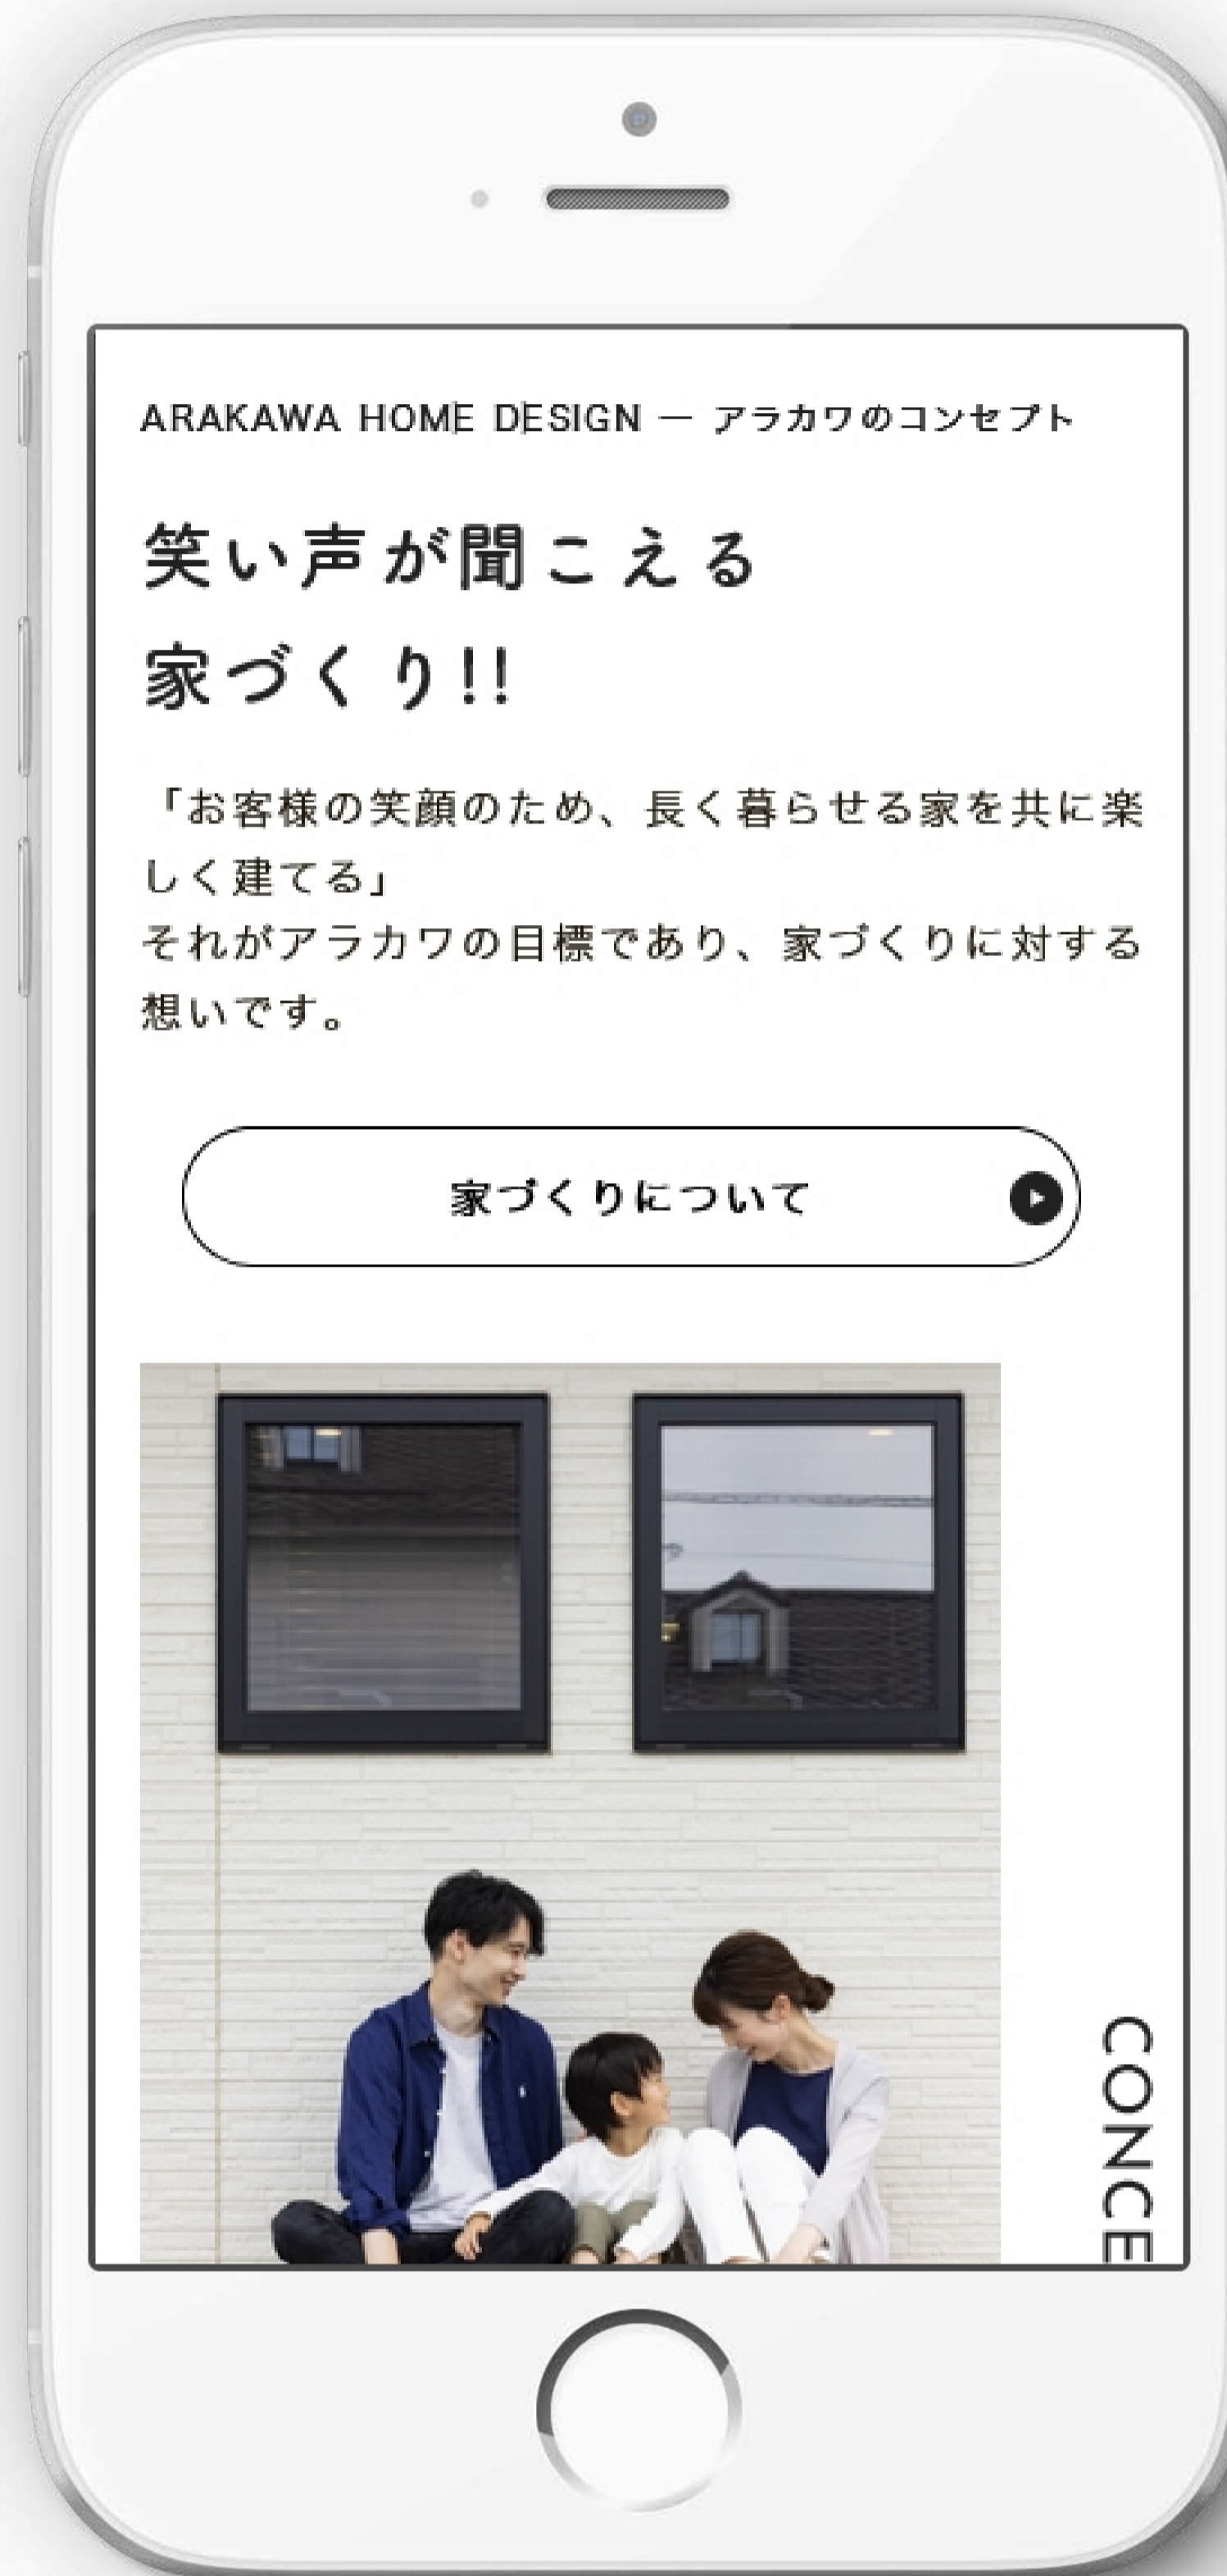 ARAKAWA HOME DESIGN — アラカワのコンセプト
笑い声が聞こえる
家づくり!!
「お客様の笑顔のため、長く暮らせる家を共に楽
しく建てる」
それがアラカワの目標であり、家づくりに対する
想いです。
家づくりについて
CONCE